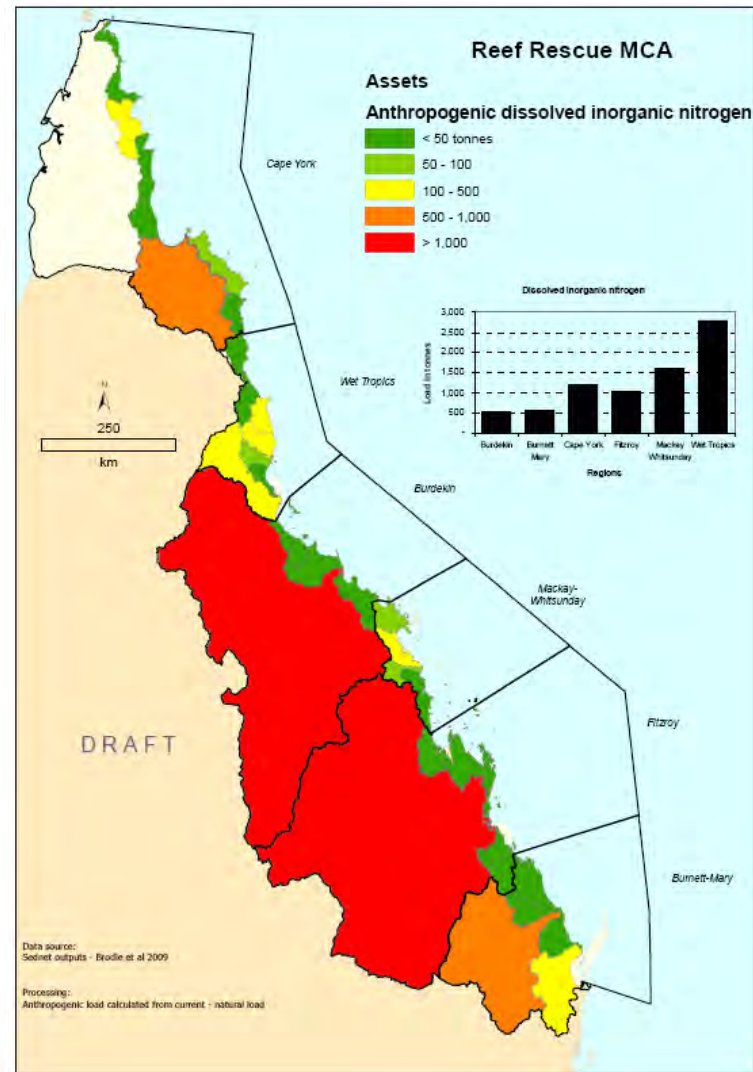 Reef Rescue MCA
Assets
Anthropogenic dissolved inorganic nitrogen
< 50 tonnes
50 - 100
100 - 500
500 - 1,000
> 1,000
Cape York
Dissolved inorganic nitrogen
3,000
2,500
2,000
1,500
1,000
500
-
Load in tonnes
Burdekin
Burnett Mary
Cape York
Fitzroy
Mackay Whitsunday
Wet Tropics
Regions
Wet Tropics
N
250
km
Burdekin
Mackay-
Whitsunday
Fitzroy
DRAFT
Burnett-Mary
Data source:
Sednet outputs - Brodie et al 2009
Processing:
Anthropogenic load calculated from current - natural load